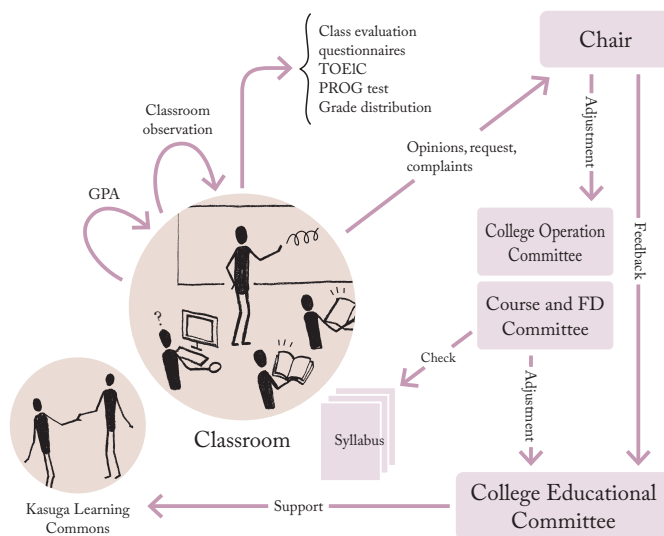 Class evaluation
questionnaires
TOElC
PROG test
Grade distribution
Chair
Classroom
observation
GPA
Opinions, request,
complaints
Adjustment
Feedback
College Operation
Committee
Course and FD
Committee
?
Check
Adjustment
Syllabus
Classroom
Kasuga Learning
Commons
Support
College Educational
Committee